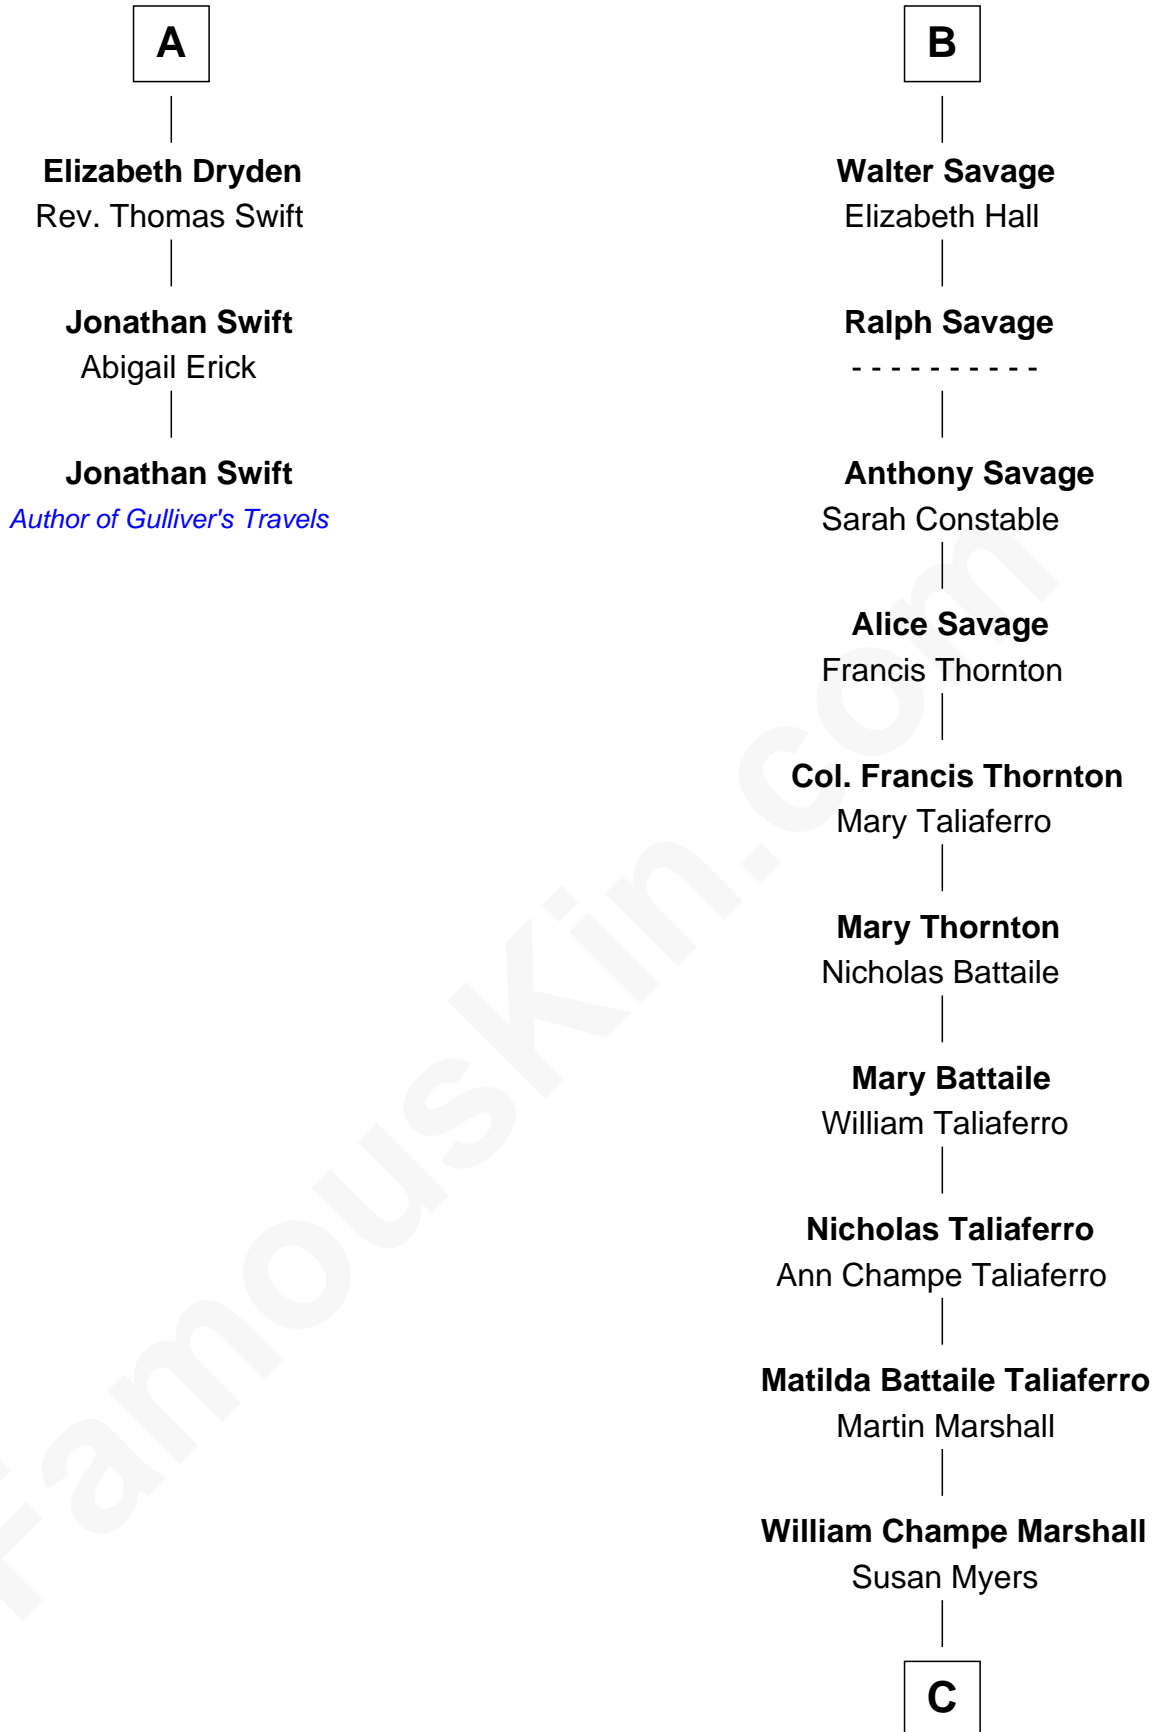 A
Elizabeth Dryden
Rev. Thomas Swift
Jonathan Swift
Abigail Erick
Jonathan Swift
Author of Gulliver's Travels
B
Walter Savage
Elizabeth Hall
Ralph Savage
- - - - - - - - - -
Anthony Savage
Sarah Constable
Alice Savage
Francis Thornton
Col. Francis Thornton
Mary Taliaferro
Mary Thornton
Nicholas Battaile
Mary Battaile
William Taliaferro
Nicholas Taliaferro
Ann Champe Taliaferro
Matilda Battaile Taliaferro
Martin Marshall
William Champe Marshall
Susan Myers
C
FamousKin.com